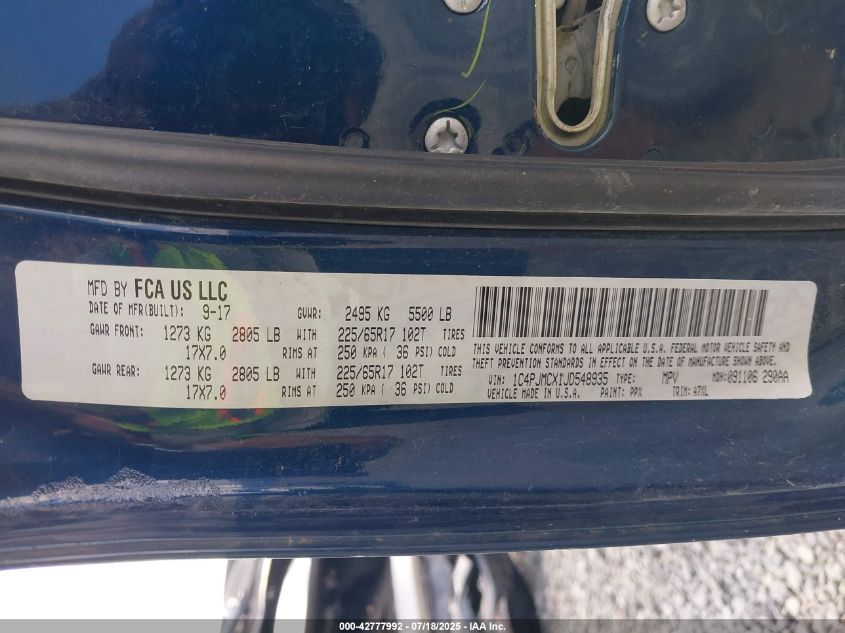 MFD BY FCA US LLC
DATE OF MFR(BUILT): 9-17 GVWR: 2495 KG 5500 LB
GAWR FRONT: 1273 KG 2805 LB WITH 225/65R17 102T TIRES
17X7.0 RIMS AT 250 KPA ( 36 PSI) COLD
GAWR REAR: 1273 KG 2805 LB WITH 225/65R17 102T TIRES
17X7.0 RIMS AT 250 KPA ( 36 PSI) COLD
THIS VEHICLE CONFORMS TO ALL APPLICABLE U.S.A. FEDERAL MOTOR VEHICLE SAFETY AND
THEFT PREVENTION STANDARDS IN EFFECT ON THE DATE OF MANUFACTURE SHOWN ABOVE.
VIN: 1C4PJMCX1JD548935 TYPE: MPV MDH:091106 290AA
VEHICLE MADE IN U.S.A. PAINT: PPX TRIM: A7XL
000-42777992 - 07/18/2025 - IAA Inc.